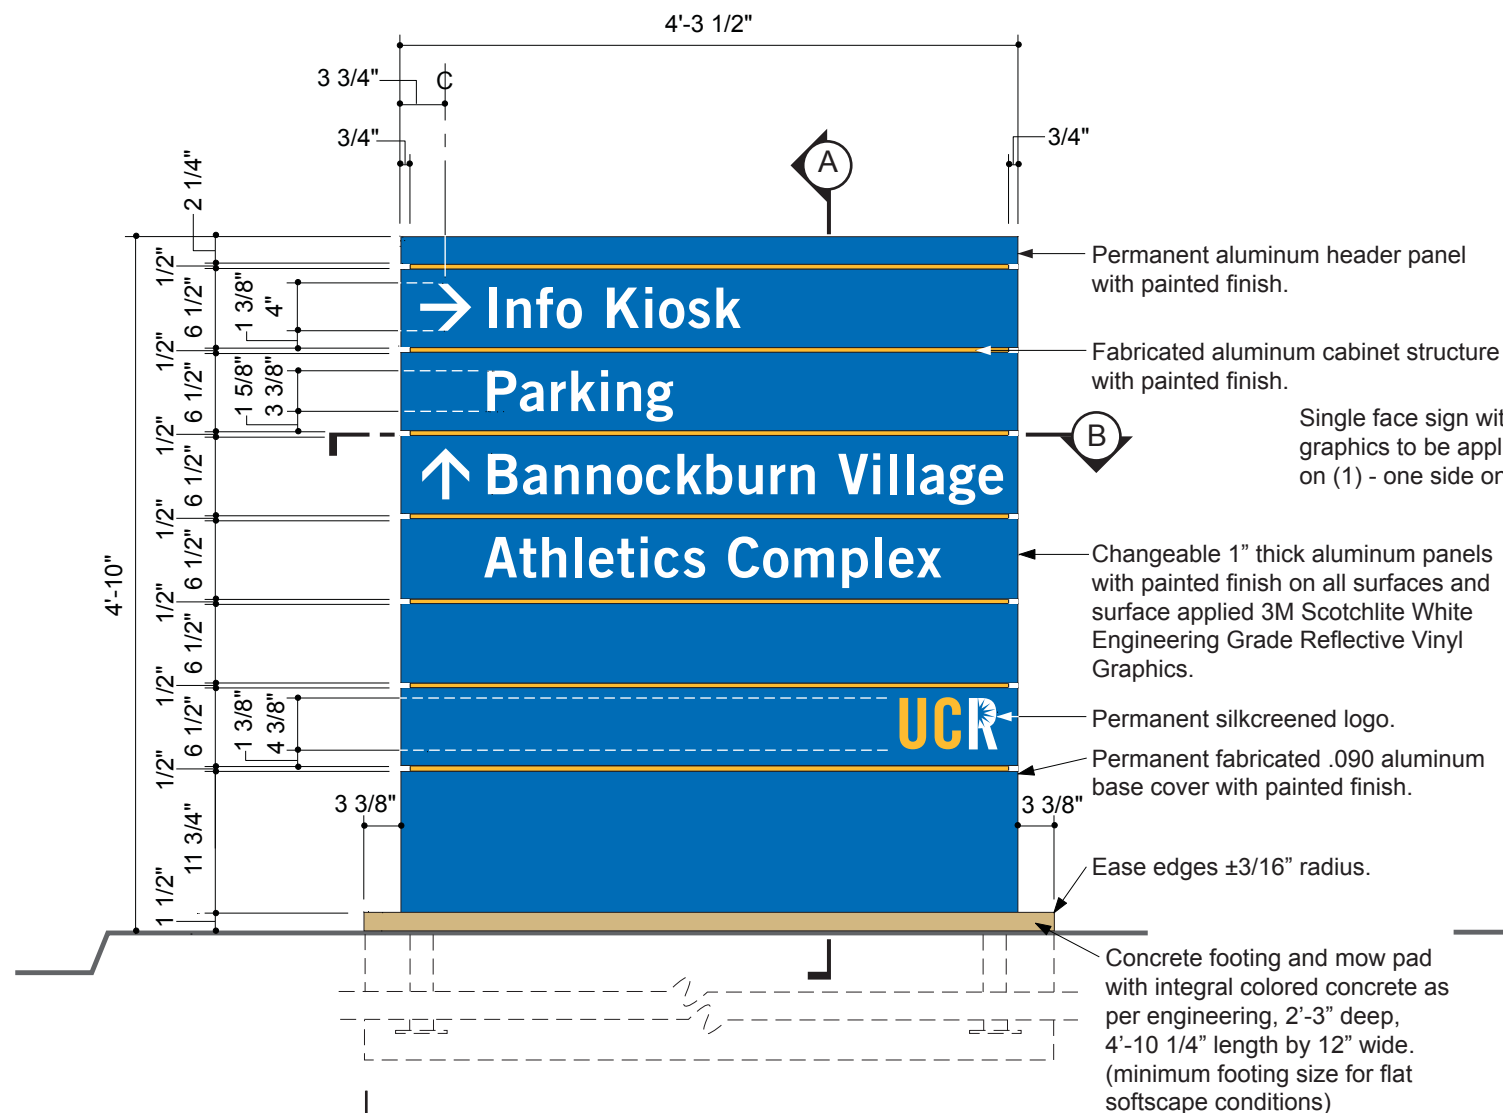 4'-3 1/2"
3 3/4"
C
3/4"
A
3/4"
2 1/4"
1/2"
6 1/2"
1/2"
6 1/2"
1/2"
6 1/2"
1/2"
6 1/2"
1/2"
6 1/2"
1/2"
6 1/2"
1/2"
11 3/4"
1 1/2"
4'-10"
1 3/8"
4"
1 5/8"
3 3/8"
1 3/8"
4 3/8"
Info Kiosk
Parking
Bannockburn Village
Athletics Complex
UCR
B
3 3/8"
3 3/8"
Permanent aluminum header panel
with painted finish.
Fabricated aluminum cabinet structure
with painted finish.
Single face sign wit
graphics to be appl
on (1) - one side on
Changeable 1” thick aluminum panels
with painted finish on all surfaces and
surface applied 3M Scotchlite White
Engineering Grade Reflective Vinyl
Graphics.
Permanent silkcreened logo.
Permanent fabricated .090 aluminum
base cover with painted finish.
Ease edges ±3/16” radius.
Concrete footing and mow pad
with integral colored concrete as
per engineering, 2’-3” deep,
4’-10 1/4” length by 12” wide.
(minimum footing size for flat
softscape conditions)